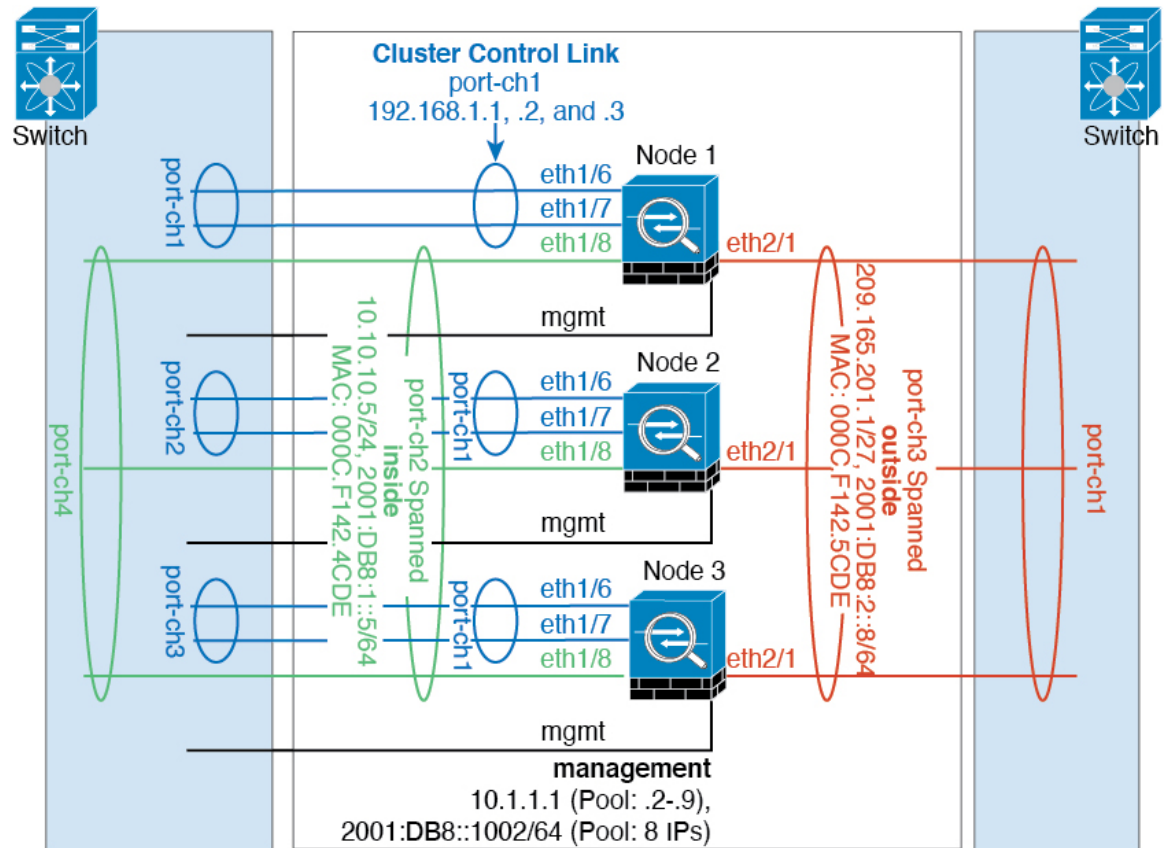 Switch
Switch
Cluster Control Link
port-ch1
192.168.1.1, .2, and .3
Node 1
port-ch1
eth1/6
eth1/7
eth1/8
eth2/1
mgmt
Node 2
port-ch2
port-ch1
eth1/6
eth1/7
eth1/8
eth2/1
mgmt
Node 3
port-ch3
port-ch1
eth1/6
eth1/7
eth1/8
eth2/1
mgmt
port-ch4
port-ch2 Spanned
inside
10.10.10.5/24, 2001:DB8:1::5/64
MAC: 000C.F142.4CDE
port-ch3 Spanned
outside
209.165.201.1/27, 2001:DB8:2::8/64
MAC: 000C.F142.5CDE
port-ch1
management
10.1.1.1 (Pool: .2-.9),
2001:DB8::1002/64 (Pool: 8 IPs)